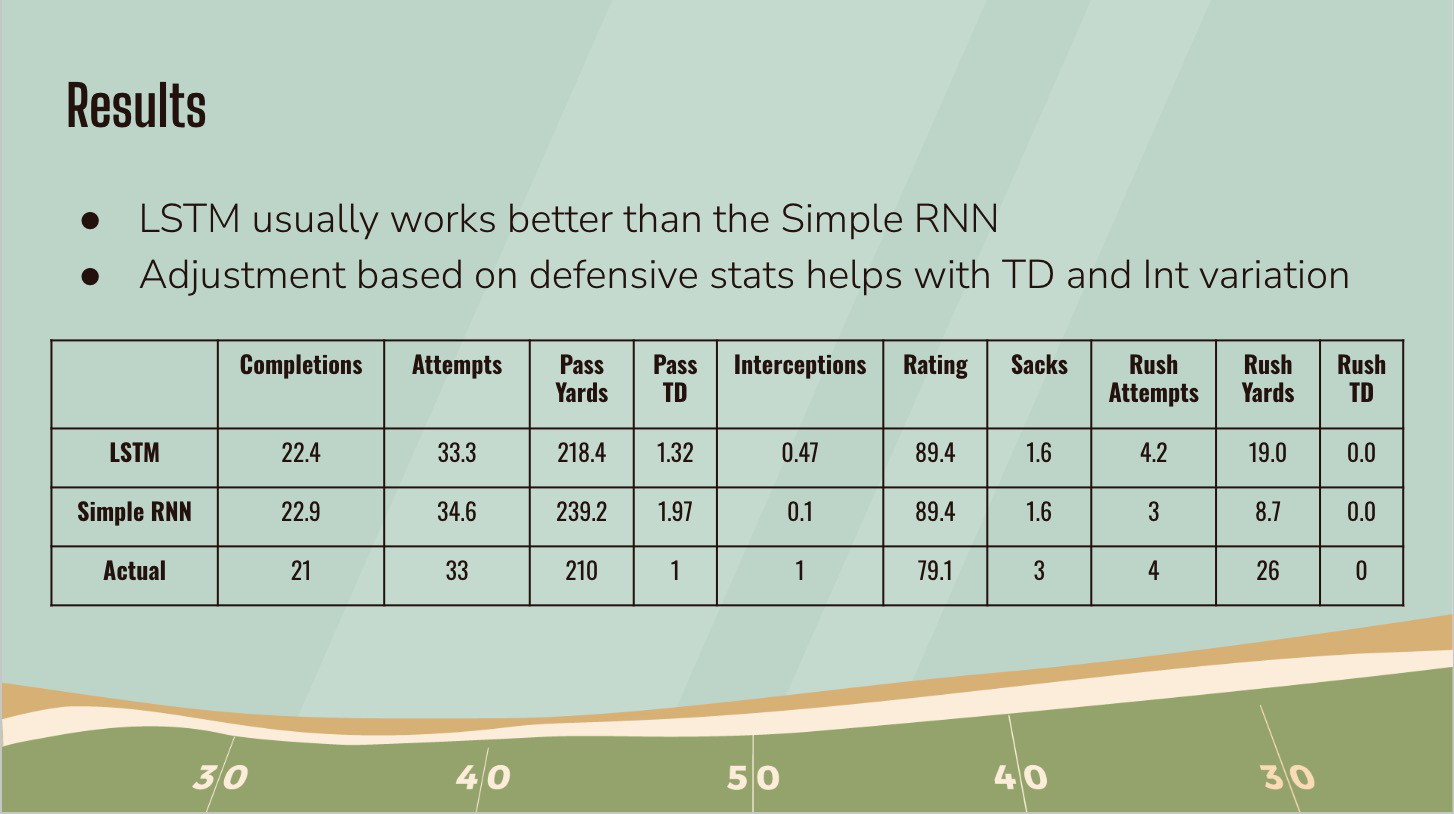 Results
● LSTM usually works better than the Simple RNN
● Adjustment based on defensive stats helps with TD and Int variation
Completions Attempts Pass Yards Pass TD Interceptions Rating Sacks Rush Attempts Rush Yards Rush TD
LSTM 22.4 33.3 218.4 1.32 0.47 89.4 1.6 4.2 19.0 0.0
Simple RNN 22.9 34.6 239.2 1.97 0.1 89.4 1.6 3 8.7 0.0
Actual 21 33 210 1 1 79.1 3 4 26 0
30 40 50 40 30